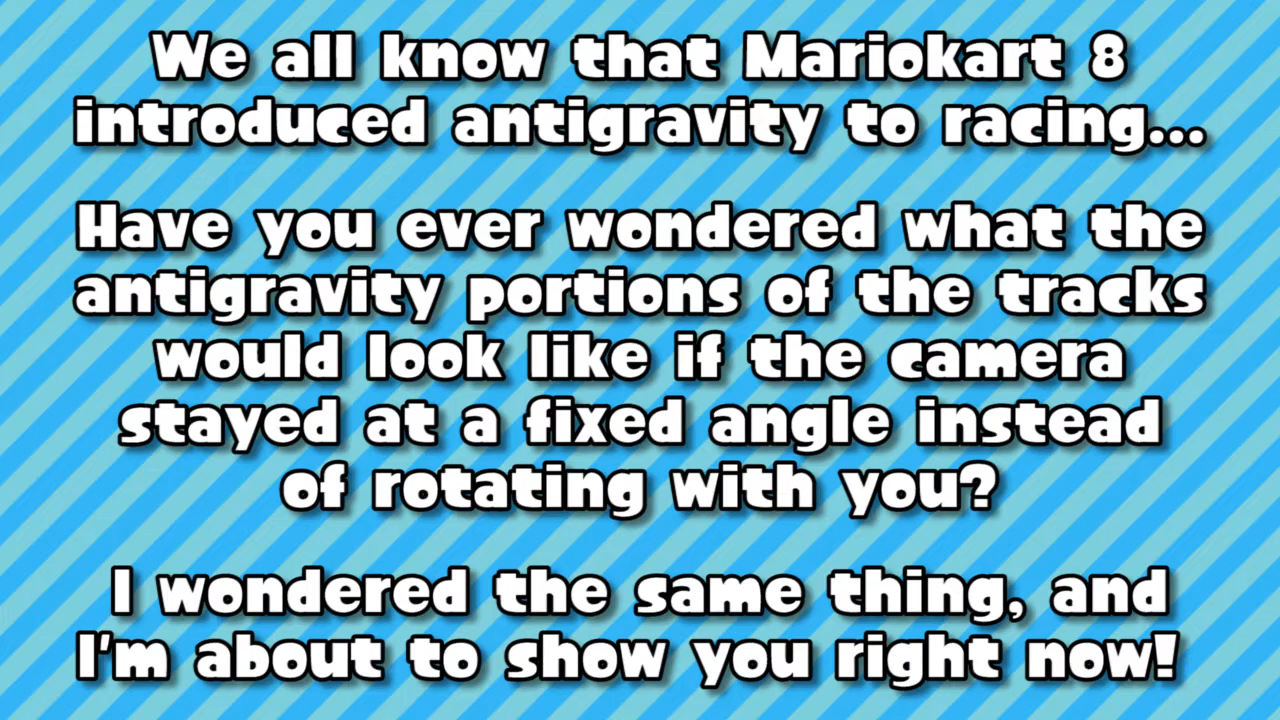 We all know that Mariokart 8
introduced antigravity to racing...
Have you ever wondered what the
antigravity portions of the tracks
would look like if the camera
stayed at a fixed angle instead
of rotating with you?
I wondered the same thing, and
I'm about to show you right now!